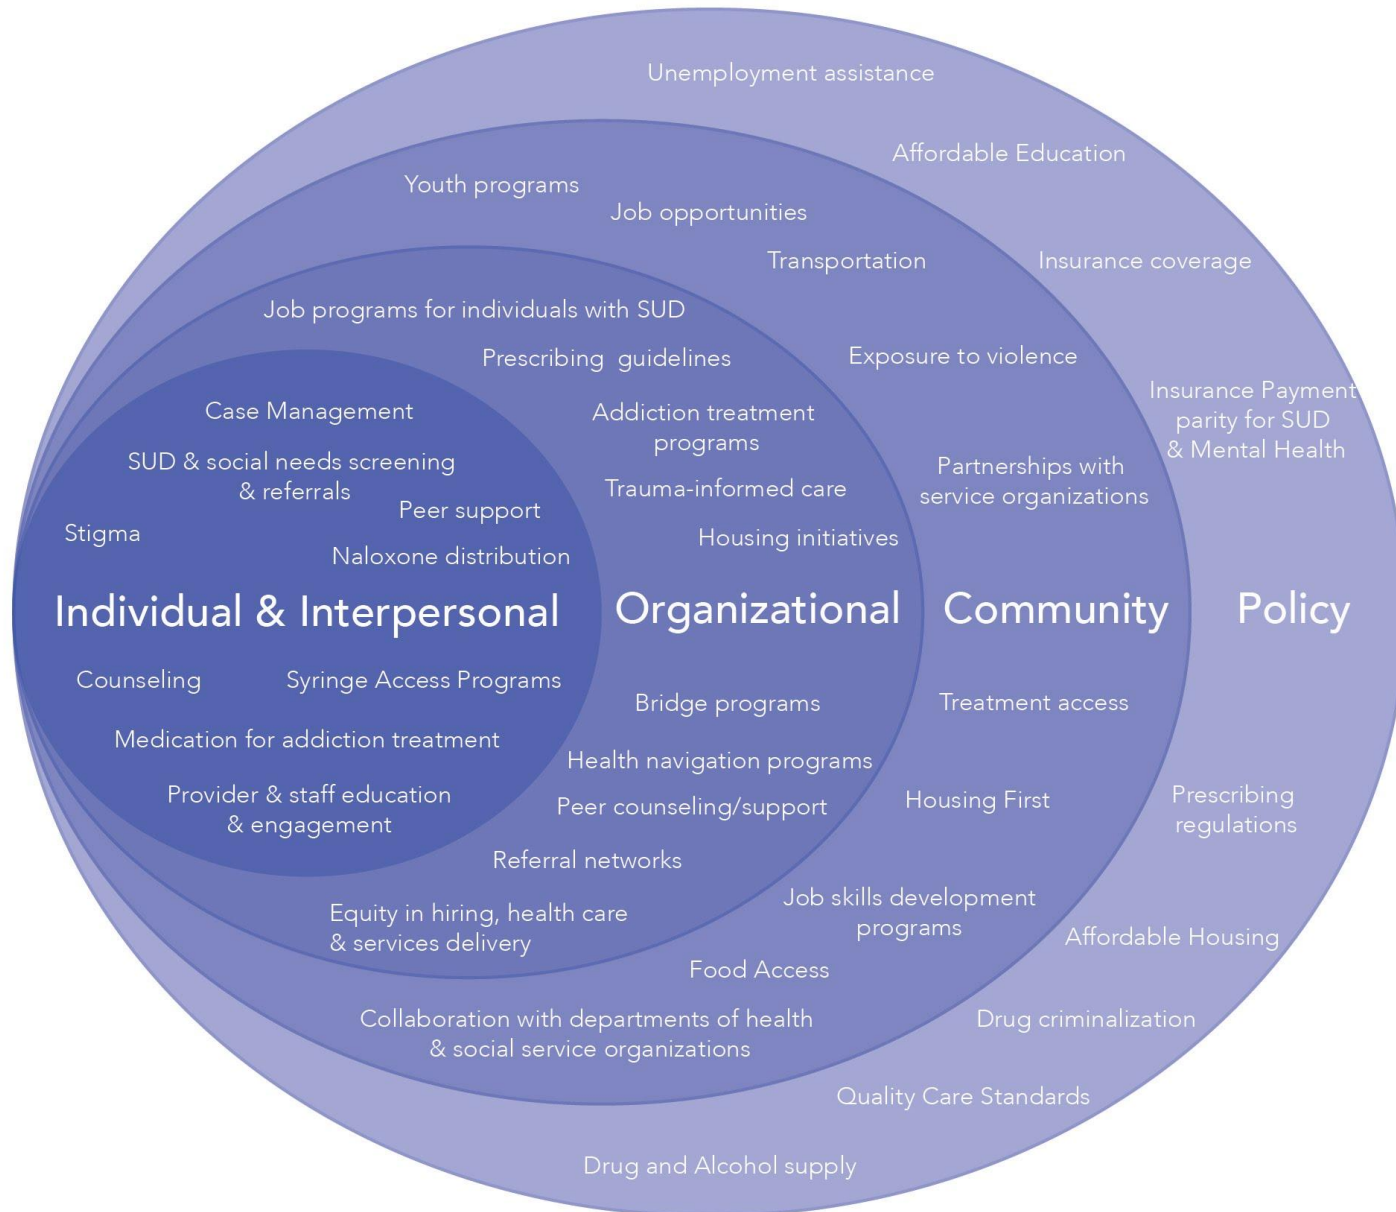 Unemployment assistance
Affordable Education
Youth programs
Job opportunities
Transportation
Insurance coverage
Job programs for individuals with SUD
Prescribing guidelines
Exposure to violence
Insurance Payment
parity for SUD
& Mental Health
Case Management
Addiction treatment
programs
SUD & social needs screening
& referrals
Partnerships with
service organizations
Trauma-informed care
Peer support
Stigma
Housing initiatives
Naloxone distribution
Individual & Interpersonal
Organizational
Community
Policy
Counseling
Syringe Access Programs
Bridge programs
Treatment access
Medication for addiction treatment
Health navigation programs
Provider & staff education
& engagement
Peer counseling/support
Housing First
Prescribing
regulations
Referral networks
Equity in hiring, health care
& services delivery
Job skills development
programs
Affordable Housing
Food Access
Collaboration with departments of health
& social service organizations
Drug criminalization
Quality Care Standards
Drug and Alcohol supply